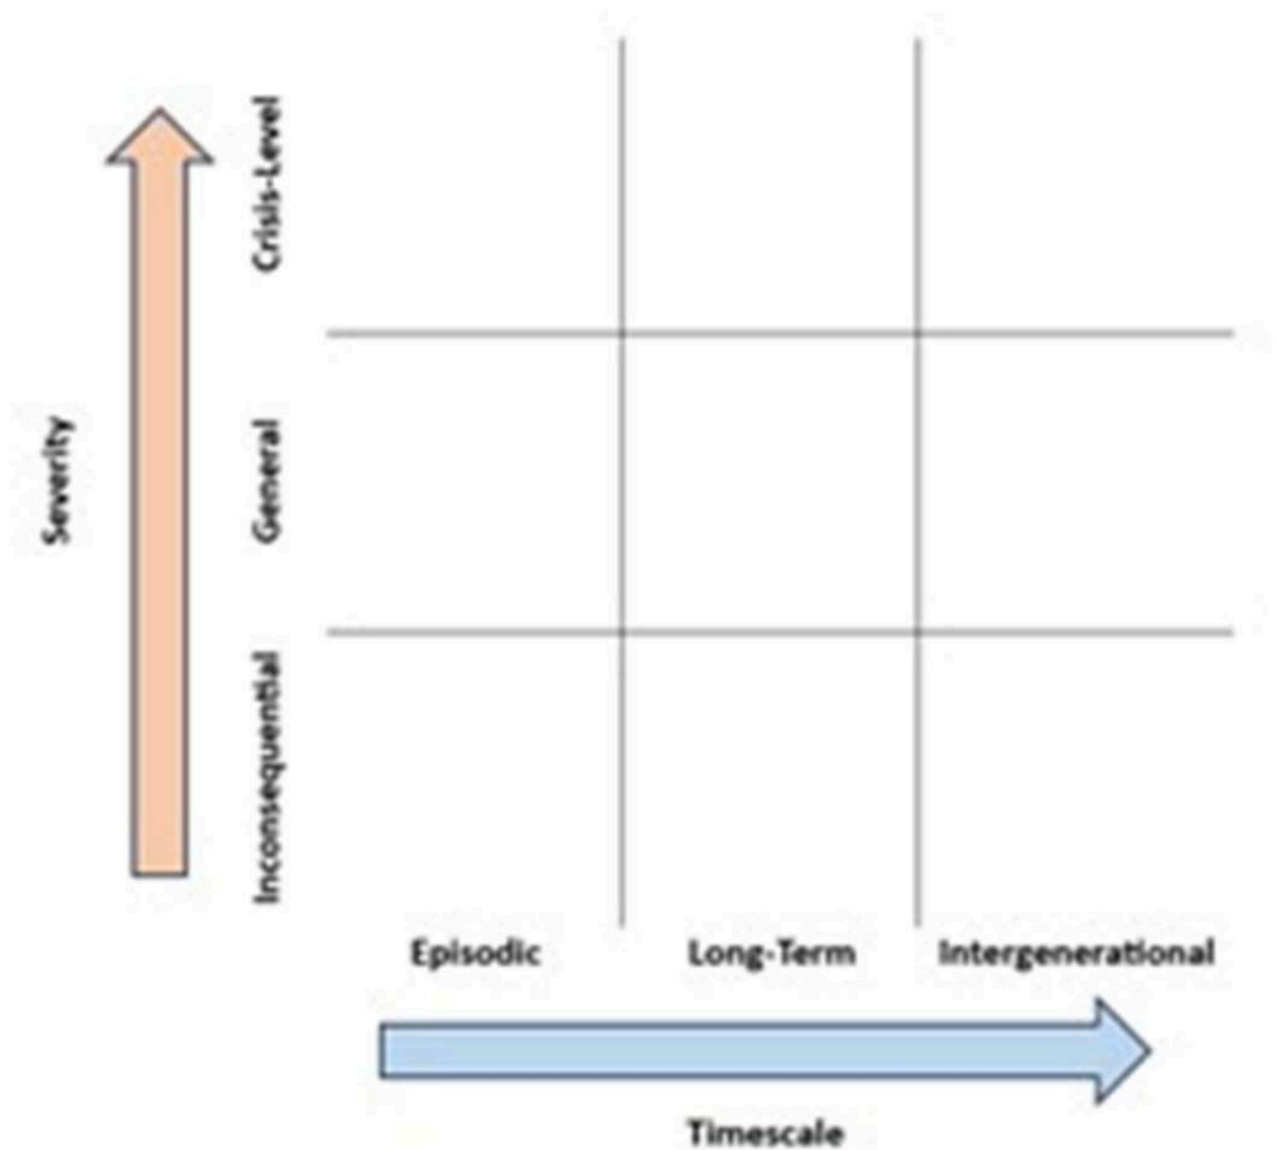 Severity
Crisis-Level
General
Inconsequential
Episodic
Long-Term
Intergenerational
Timescale